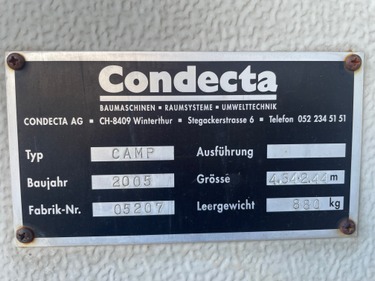 Condecta
BAUMASCHINEN • RAUMSYSTEME • UMWELTTECHNIK
CONDECTA AG • CH-8409 Winterthur • Stegackerstrasse 6 • Telefon 052 234 51 51
Typ CAMP Ausführung
Baujahr 2005 Grösse m
Fabrik-Nr. 05207 Leergewicht 880 kg